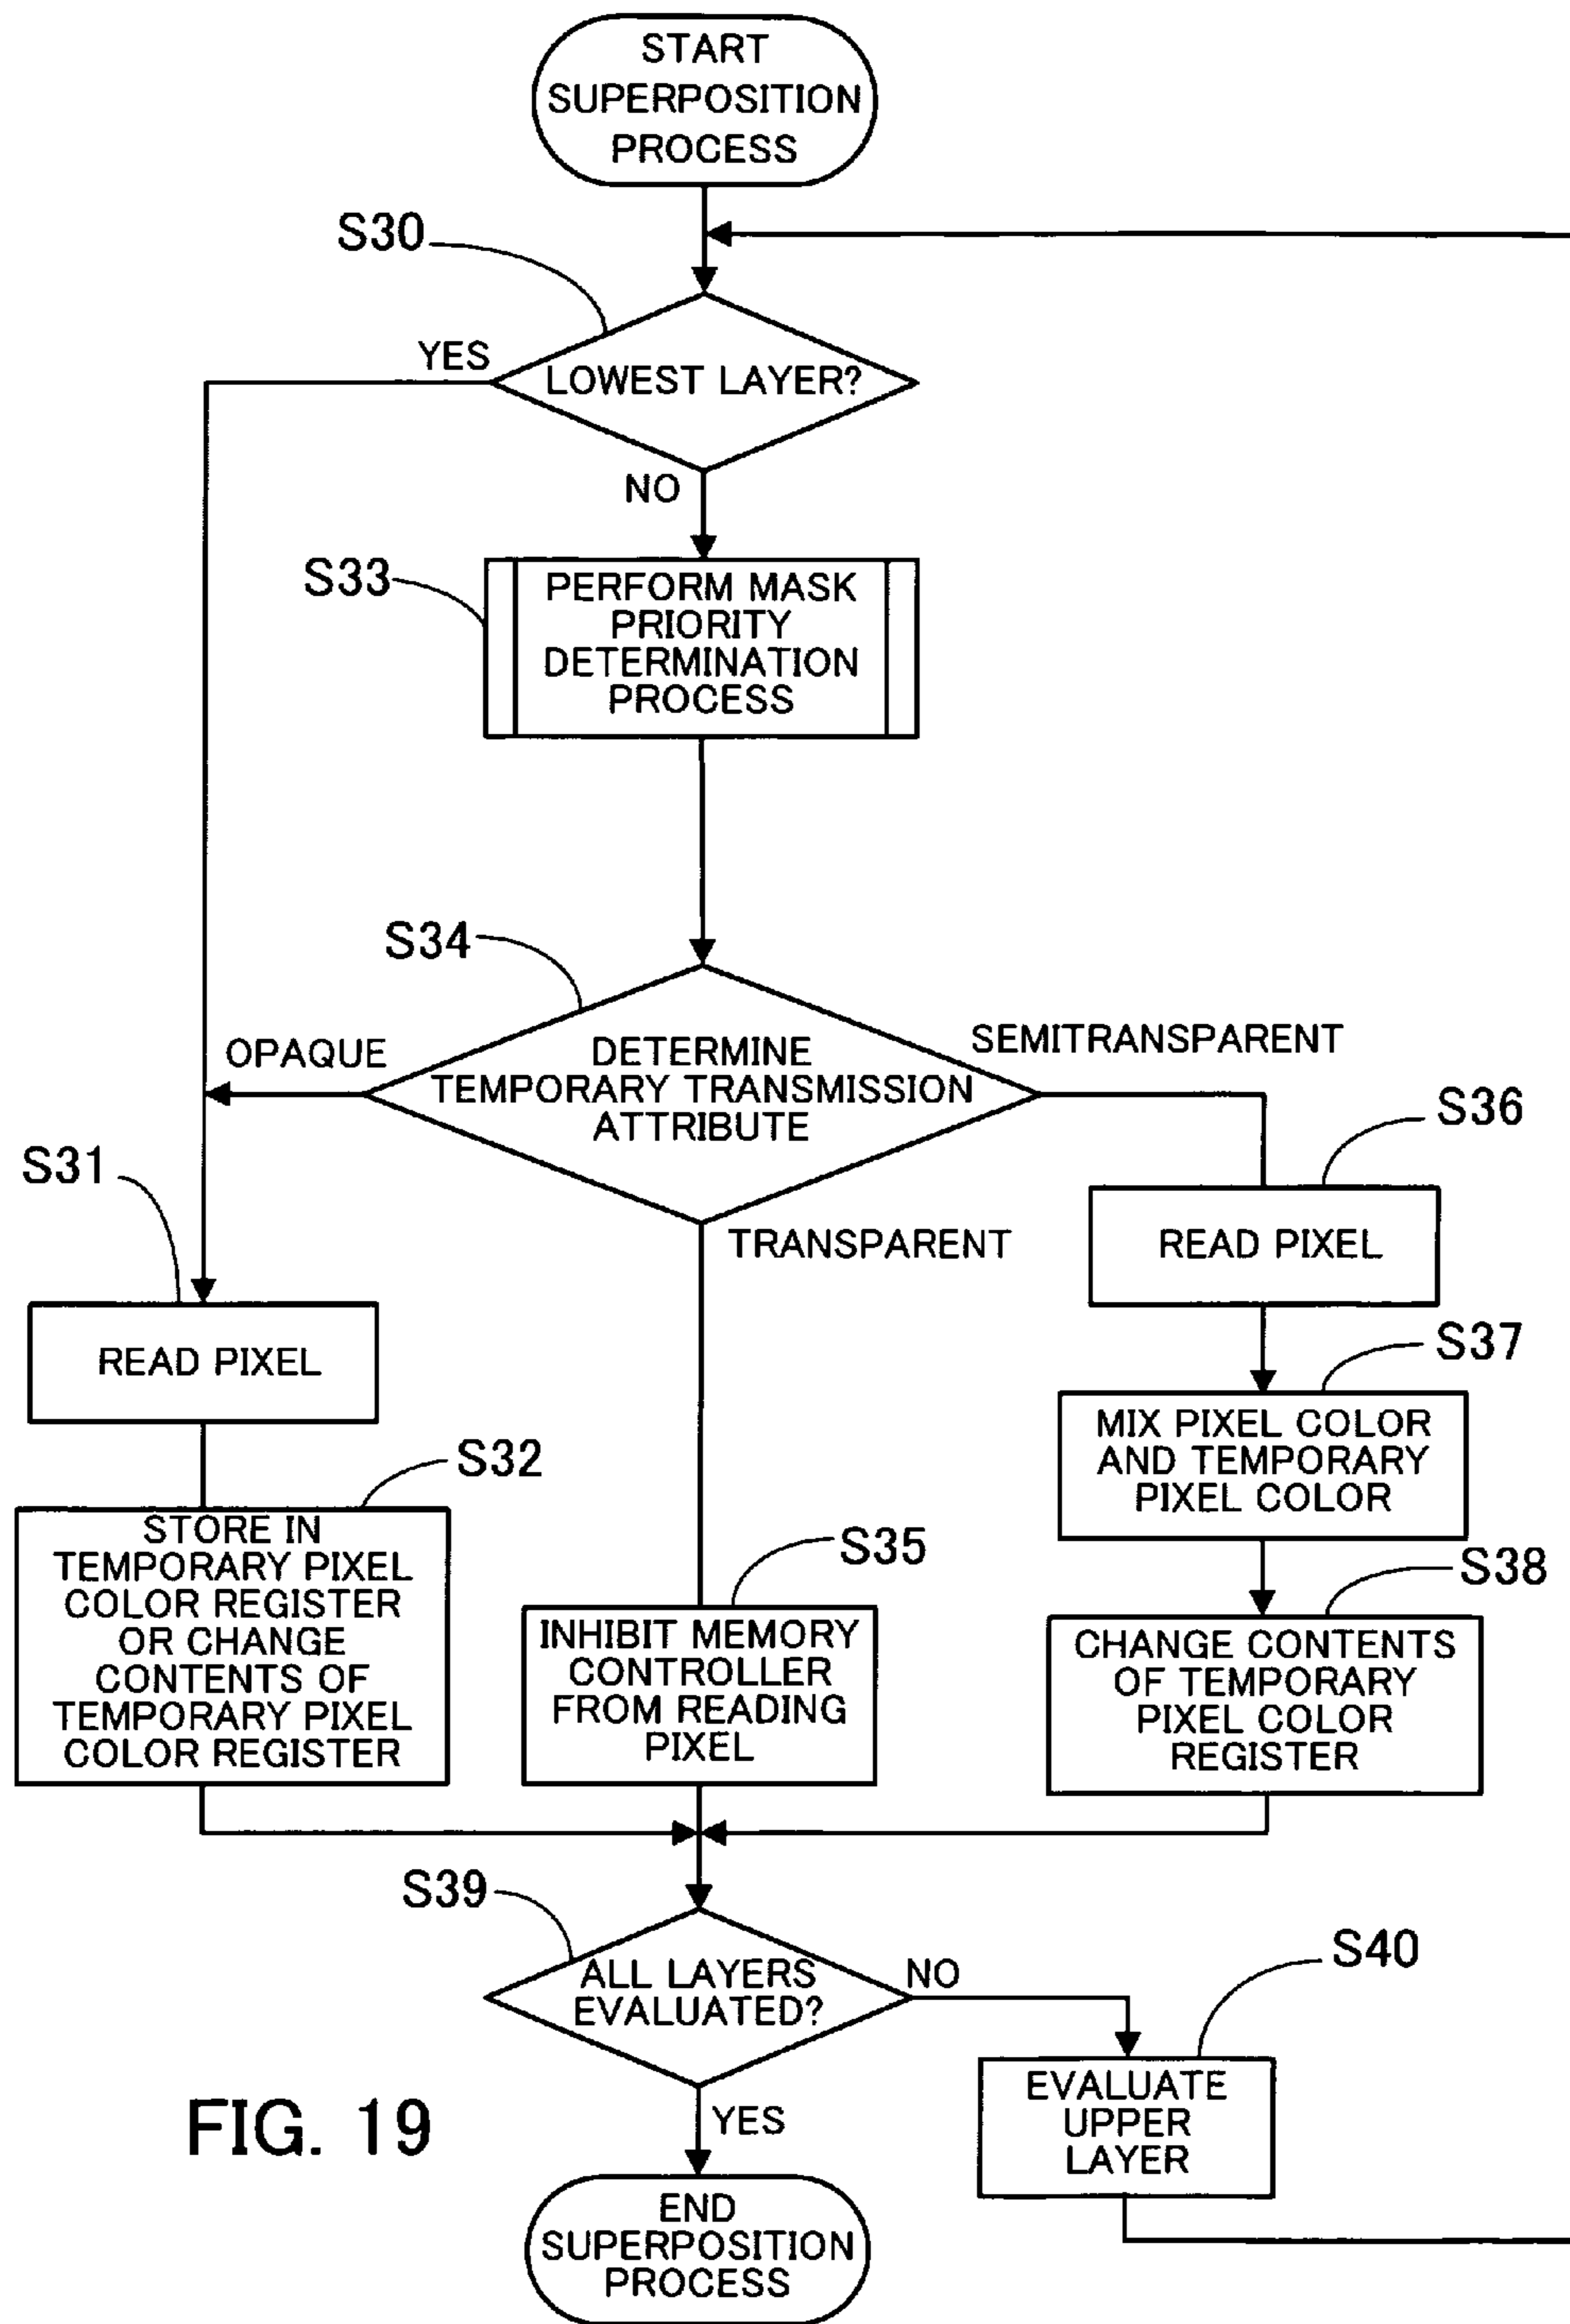 START
SUPERPOSITION
PROCESS
S30
YES
LOWEST LAYER?
NO
S33
PERFORM MASK
PRIORITY
DETERMINATION
PROCESS
S34
OPAQUE
DETERMINE
TEMPORARY TRANSMISSION
ATTRIBUTE
SEMITRANSPARENT
S36
S31
TRANSPARENT
READ PIXEL
READ PIXEL
S37
MIX PIXEL COLOR
AND TEMPORARY
PIXEL COLOR
S32
STORE IN
TEMPORARY PIXEL
COLOR REGISTER
OR CHANGE
CONTENTS OF
TEMPORARY PIXEL
COLOR REGISTER
S35
INHIBIT MEMORY
CONTROLLER
FROM READING
PIXEL
S38
CHANGE CONTENTS
OF TEMPORARY
PIXEL COLOR
REGISTER
S39
ALL LAYERS
EVALUATED?
NO
S40
EVALUATE
UPPER
LAYER
YES
FIG. 19
END
SUPERPOSITION
PROCESS